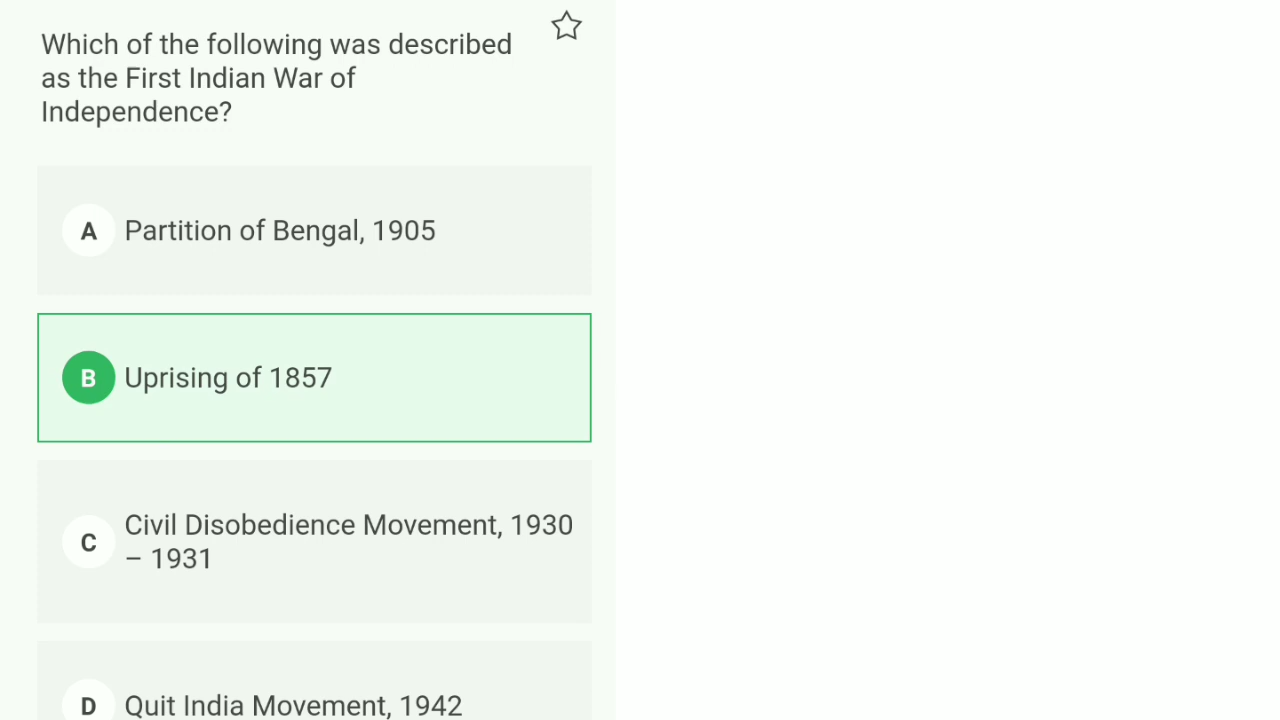 Which of the following was described
as the First Indian War of
Independence?
A Partition of Bengal, 1905
B Uprising of 1857
C Civil Disobedience Movement, 1930
– 1931
D Quit India Movement, 1942